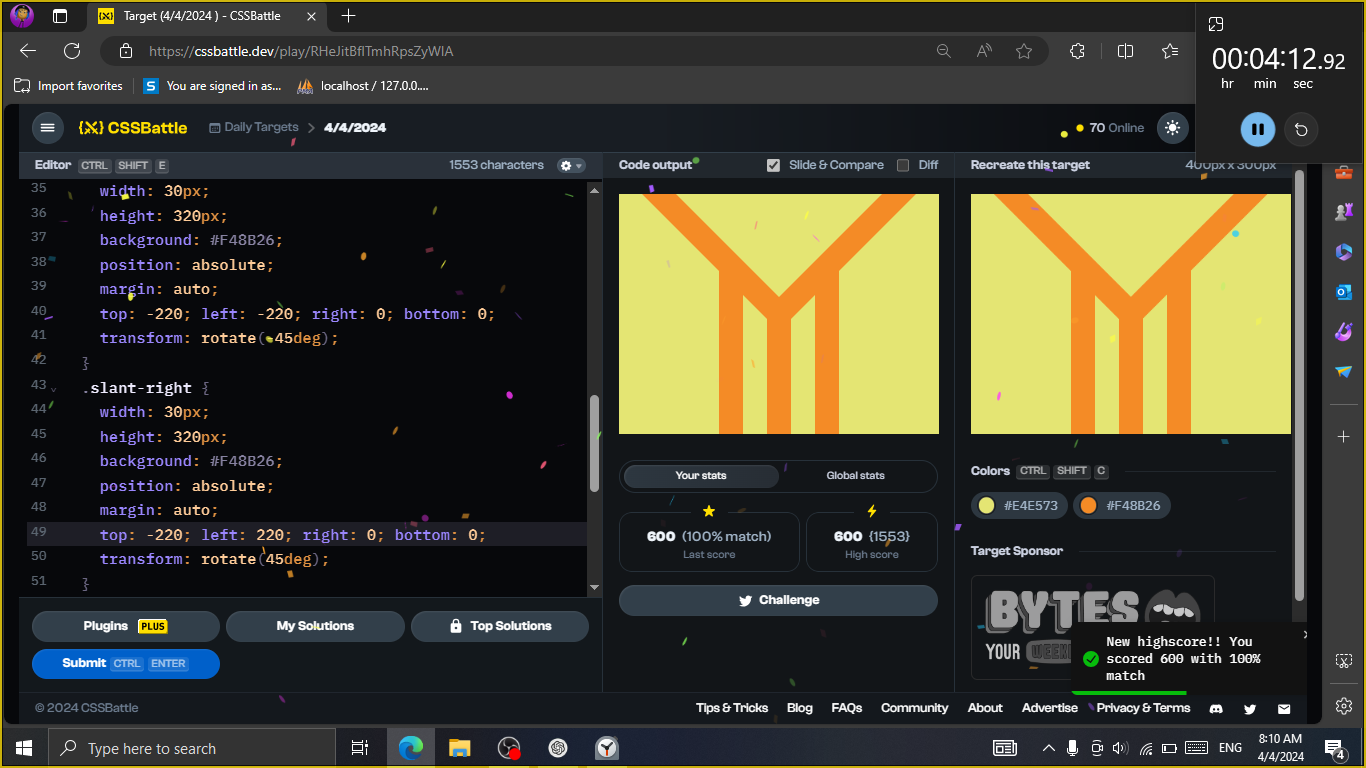 Target (4/4/2024 ) - CSSBattle
https://cssbattle.dev/play/RHeJitBflTmhRpsZyWlA
Import favorites
You are signed in as...
localhost / 127.0.0....
00:04:12.92
hr min sec
{X} CSSBattle
Daily Targets > 4/4/2024
70 Online
Editor CTRL SHIFT E
1553 characters
Code output
Slide & Compare
Diff
Recreate this target
400px x 300px
35 width: 30px;
36 height: 320px;
37 background: #F48B26;
38 position: absolute;
39 margin: auto;
40 top: -220; left: -220; right: 0; bottom: 0;
41 transform: rotate(-45deg);
42 }
43 .slant-right {
44 width: 30px;
45 height: 320px;
46 background: #F48B26;
47 position: absolute;
48 margin: auto;
49 top: -220; left: 220; right: 0; bottom: 0;
50 transform: rotate(45deg);
51 }
Your stats
Global stats
600 (100% match)
Last score
600 {1553}
High score
Challenge
Colors CTRL SHIFT C
#E4E573
#F48B26
Target Sponsor
BYTES
YOUR WEEKL
New highscore!! You
scored 600 with 100%
match
Plugins PLUS
My Solutions
Top Solutions
Submit CTRL ENTER
© 2024 CSSBattle
Tips & Tricks
Blog
FAQs
Community
About
Advertise
Privacy & Terms
Type here to search
ENG
8:10 AM
4/4/2024
4